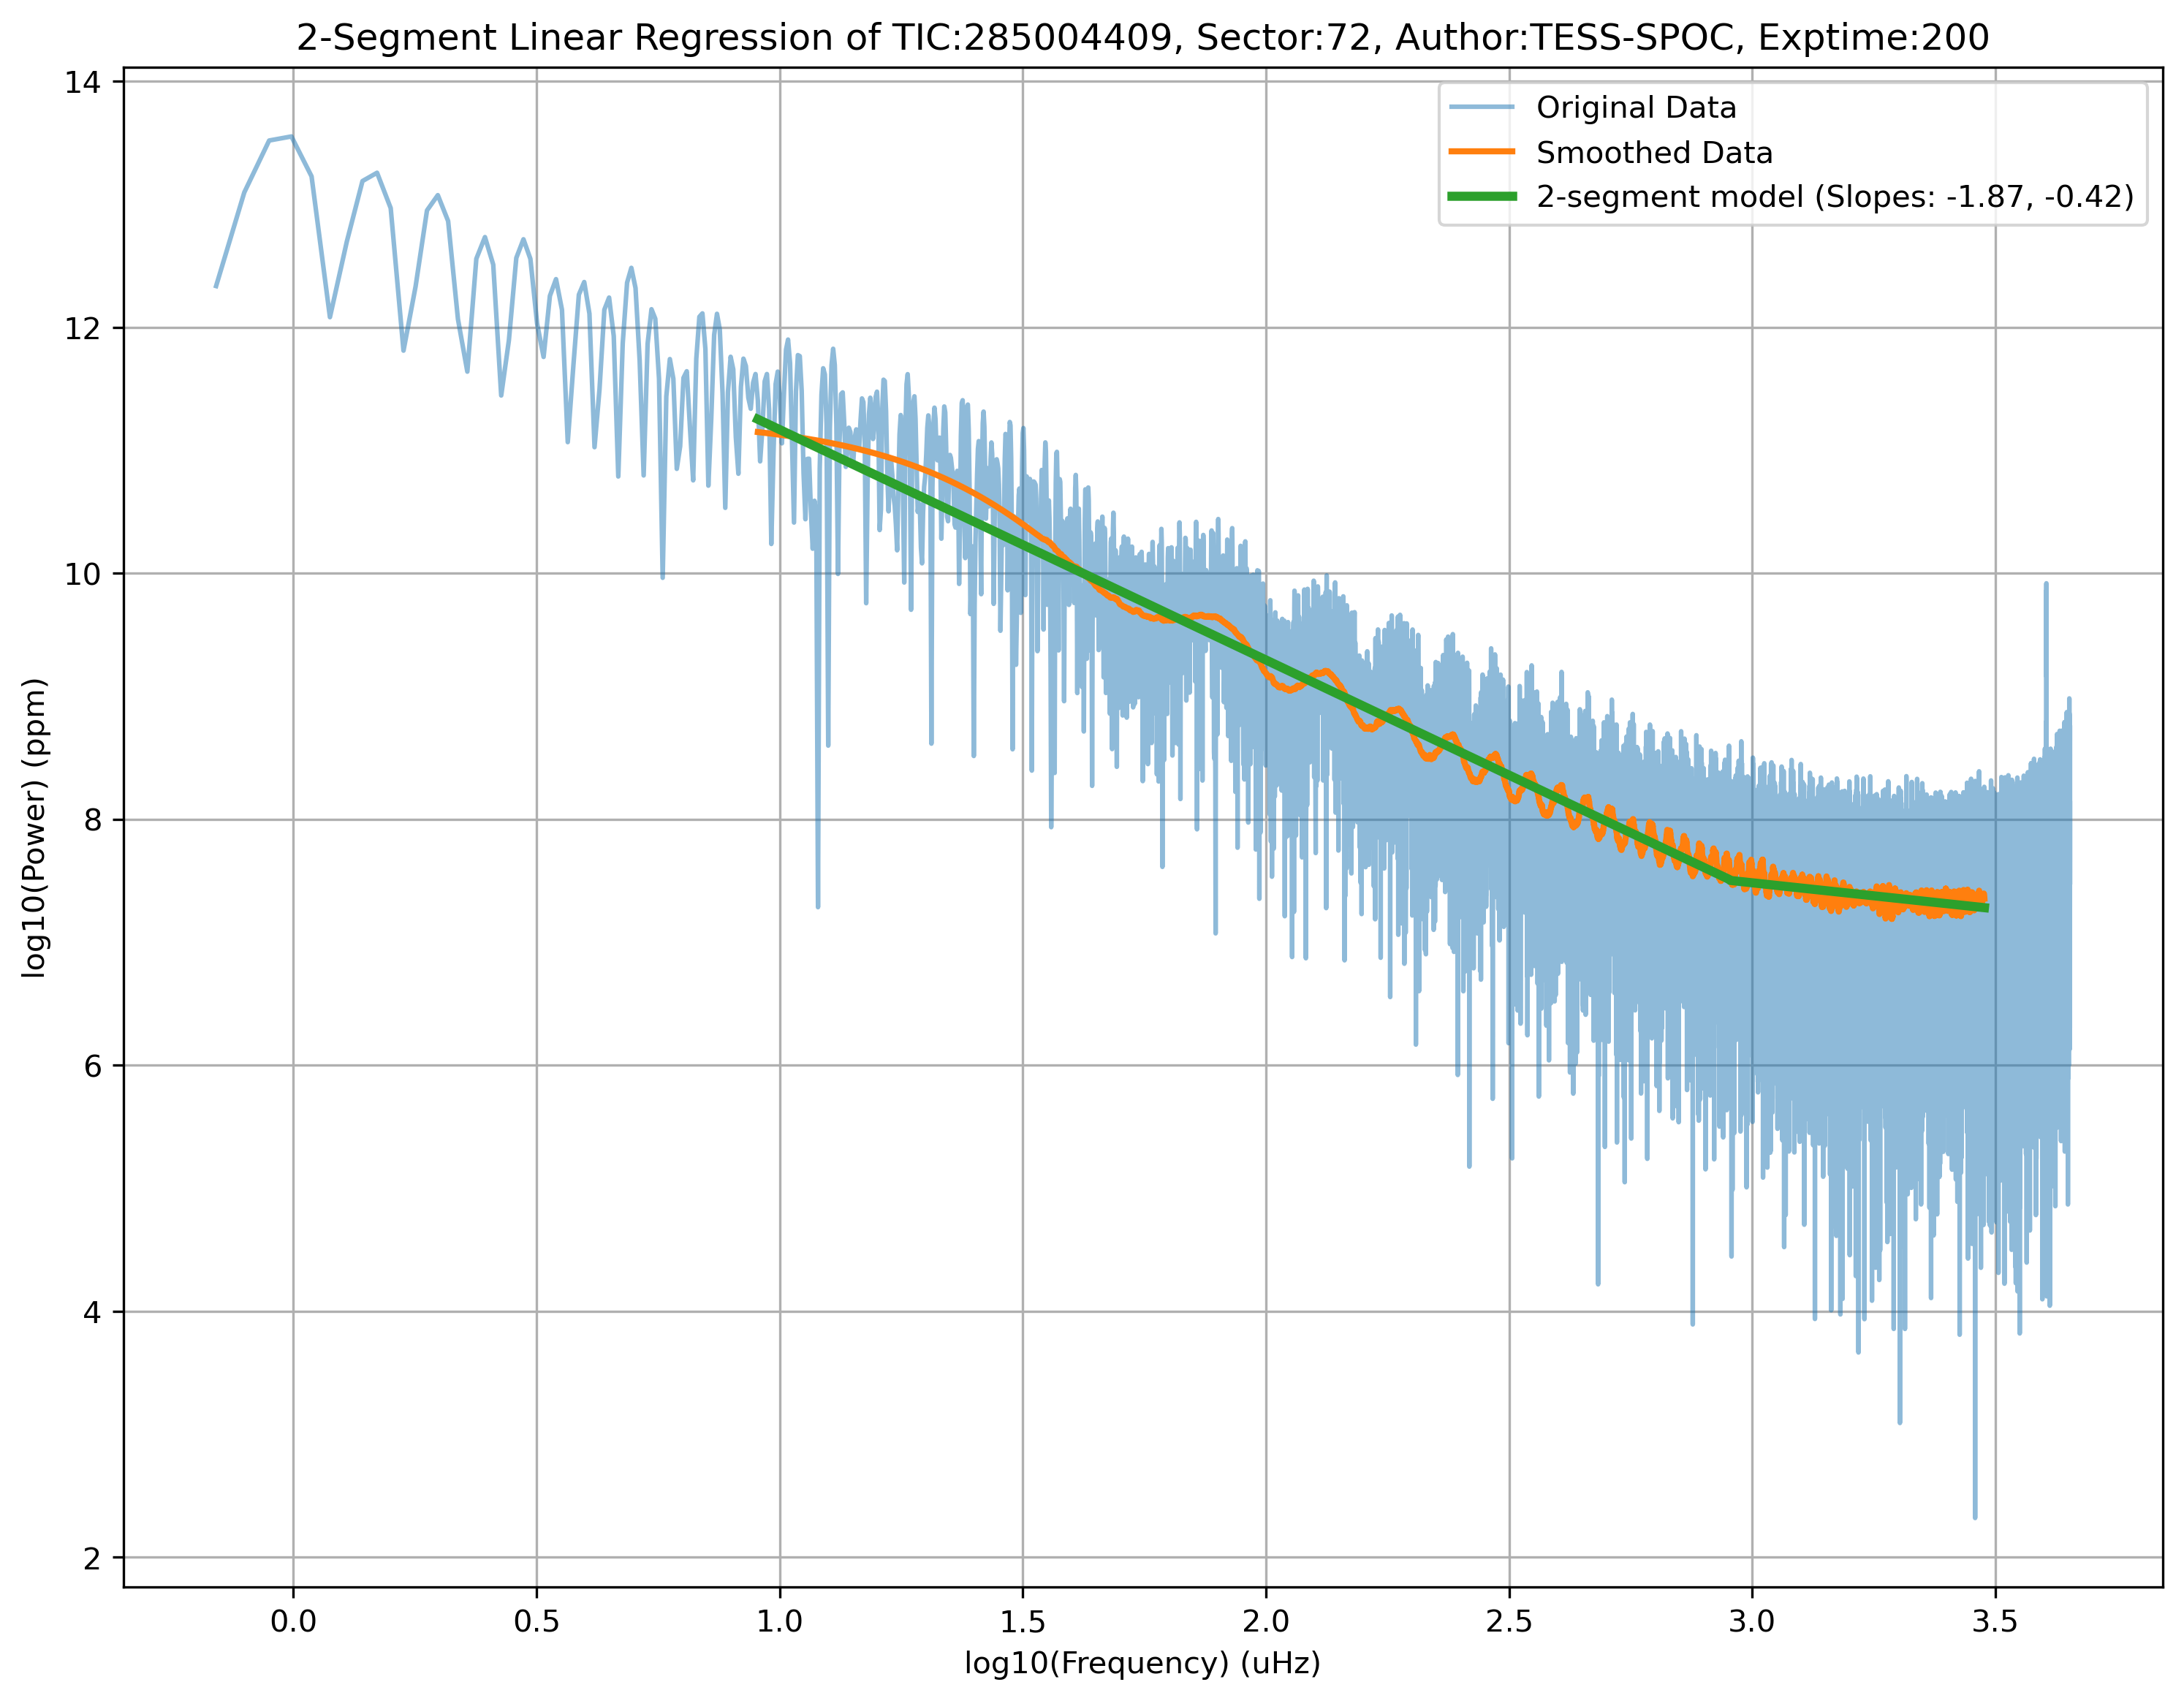 2-Segment Linear Regression of TIC:285004409, Sector:72, Author:TESS-SPOC, Exptime:200
Original Data
Smoothed Data
2-segment model (Slopes: -1.87, -0.42)
log10(Power) (ppm)
14
12
10
8
6
4
2
0.0 0.5 1.0 1.5 2.0 2.5 3.0 3.5
log10(Frequency) (uHz)